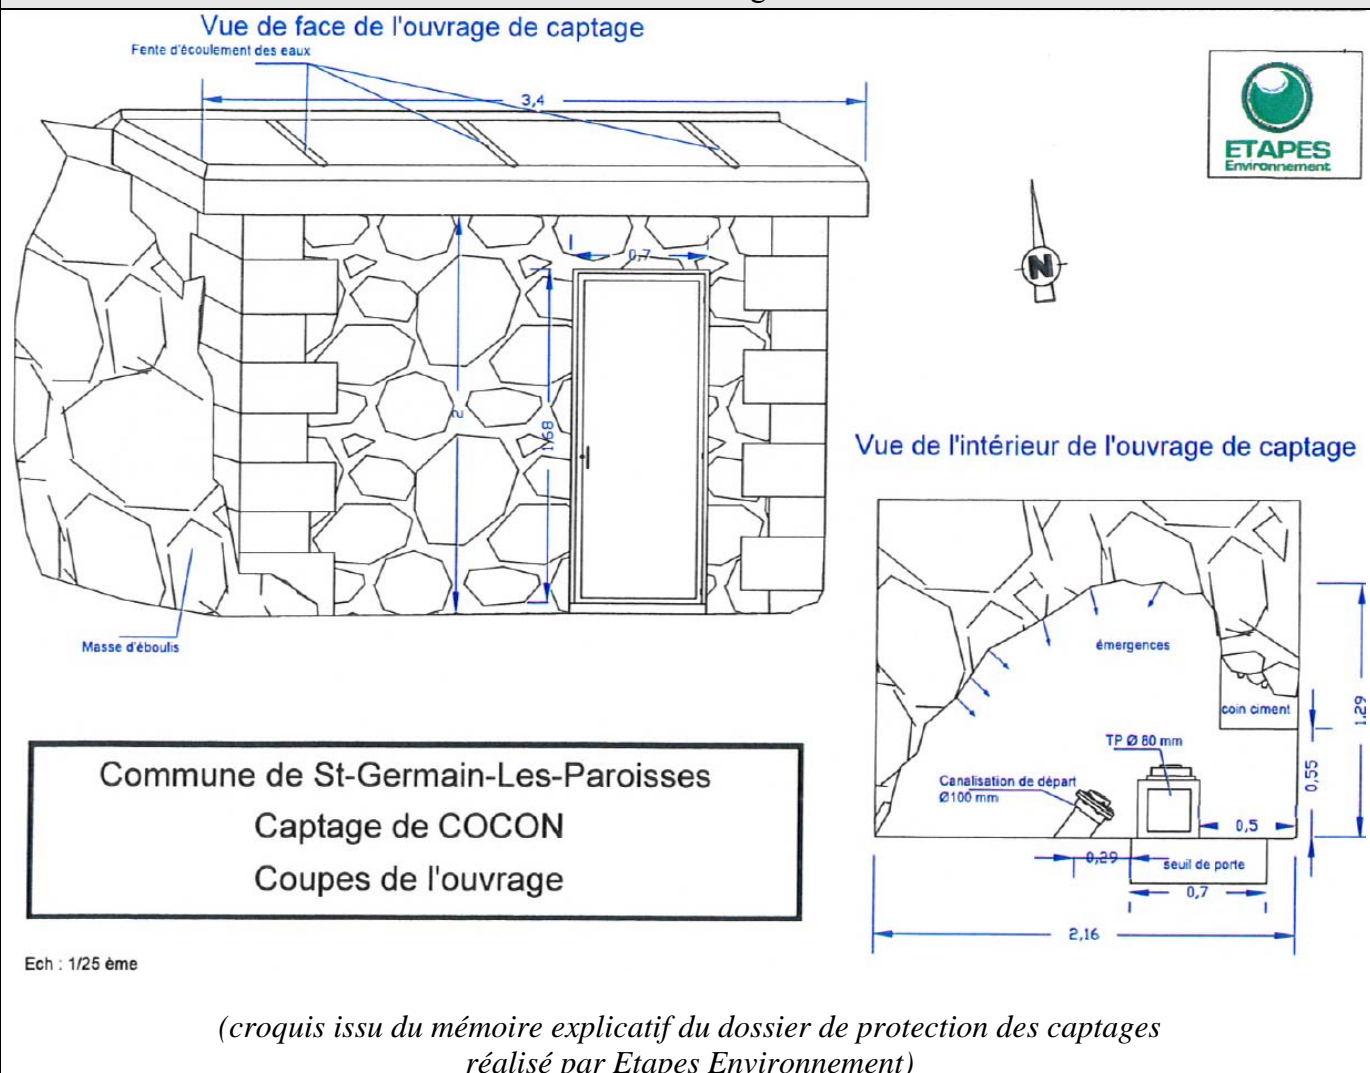 Vue de face de l'ouvrage de captage
Fente d'écoulement des eaux
3,4
ETAPES
Environnement
N
0,7
2
1,68
Masse d'éboulis
Vue de l'intérieur de l'ouvrage de captage
émergences
coin ciment
1,29
TP Ø 80 mm
Canalisation de départ
Ø100 mm
0,55
0,5
0,29
seuil de porte
0,7
2,16
Commune de St-Germain-Les-Paroisses
Captage de COCON
Coupes de l'ouvrage
Ech : 1/25 ème
(croquis issu du mémoire explicatif du dossier de protection des captages
réalisé par Etapes Environnement)